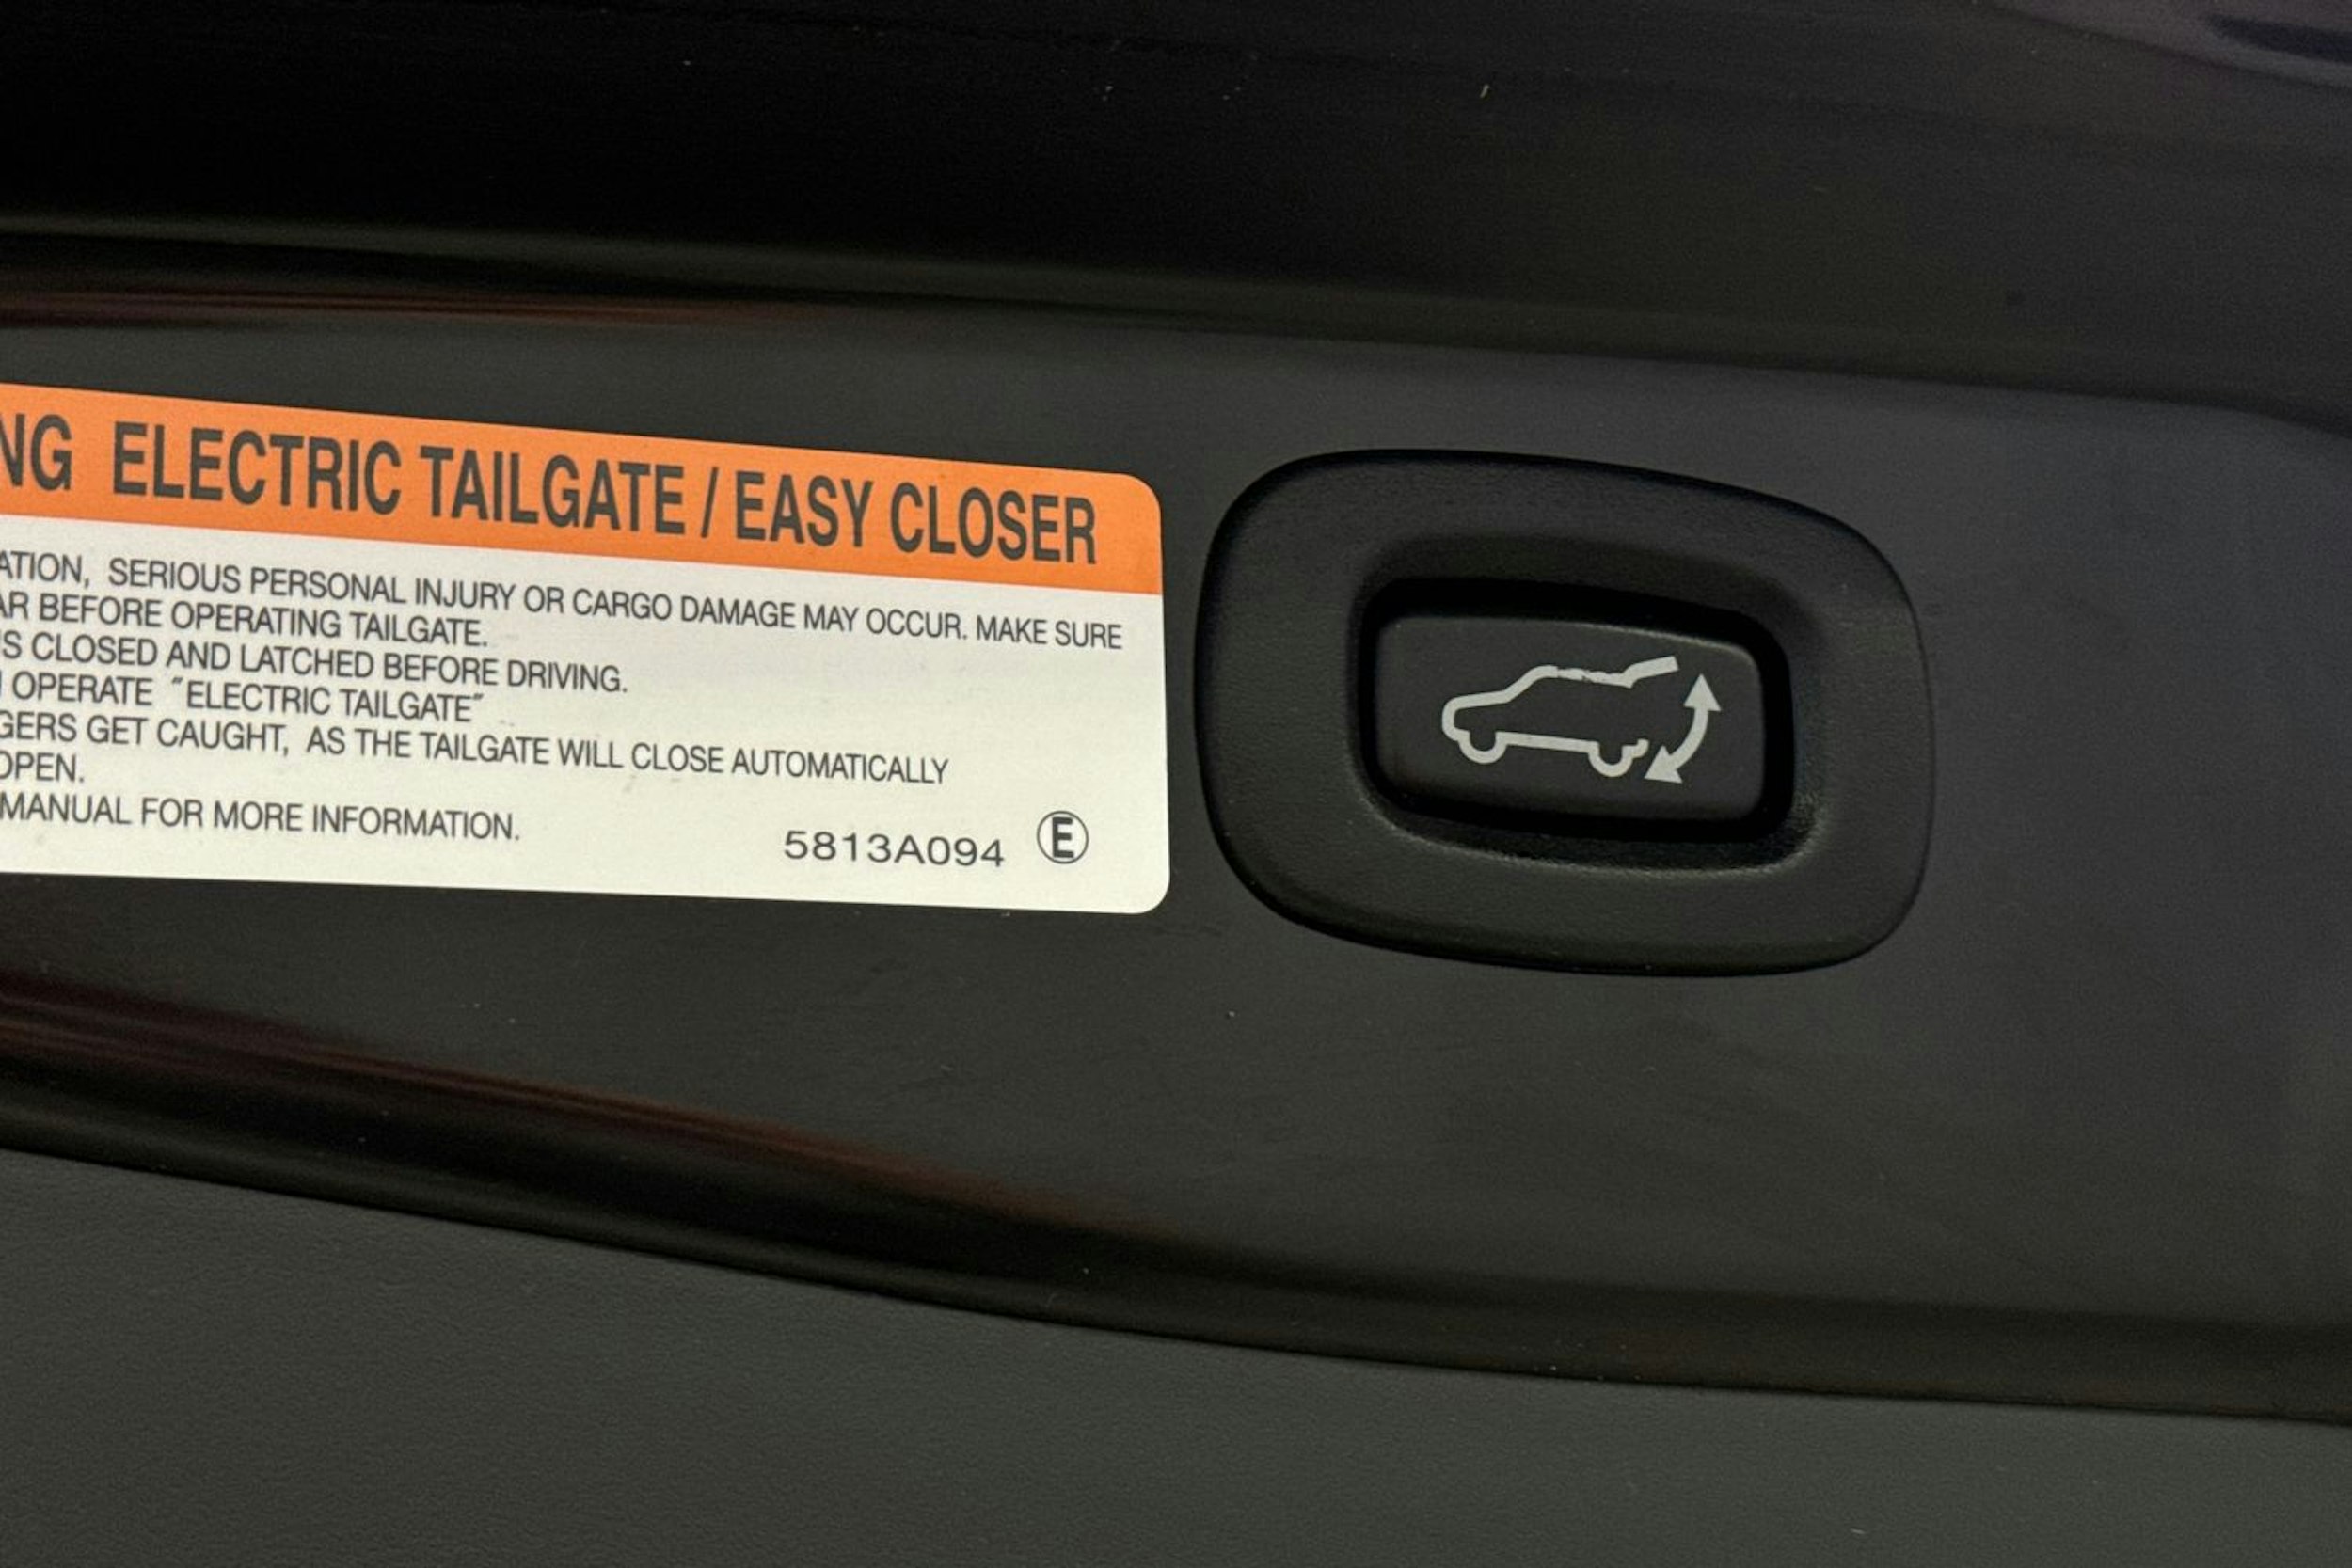 NG ELECTRIC TAILGATE / EASY CLOSER
ATION, SERIOUS PERSONAL INJURY OR CARGO DAMAGE MAY OCCUR. MAKE SURE
AR BEFORE OPERATING TAILGATE.
IS CLOSED AND LATCHED BEFORE DRIVING.
OPERATE "ELECTRIC TAILGATE"
GERS GET CAUGHT, AS THE TAILGATE WILL CLOSE AUTOMATICALLY
OPEN.
MANUAL FOR MORE INFORMATION.
5813A094 E